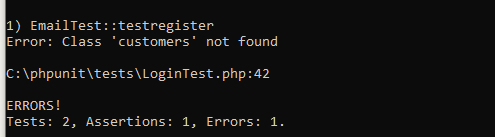 1) EmailTest::testregister
Error: Class 'customers' not found
C:\phpunit\tests\LoginTest.php:42
ERRORS!
Tests: 2, Assertions: 1, Errors: 1.